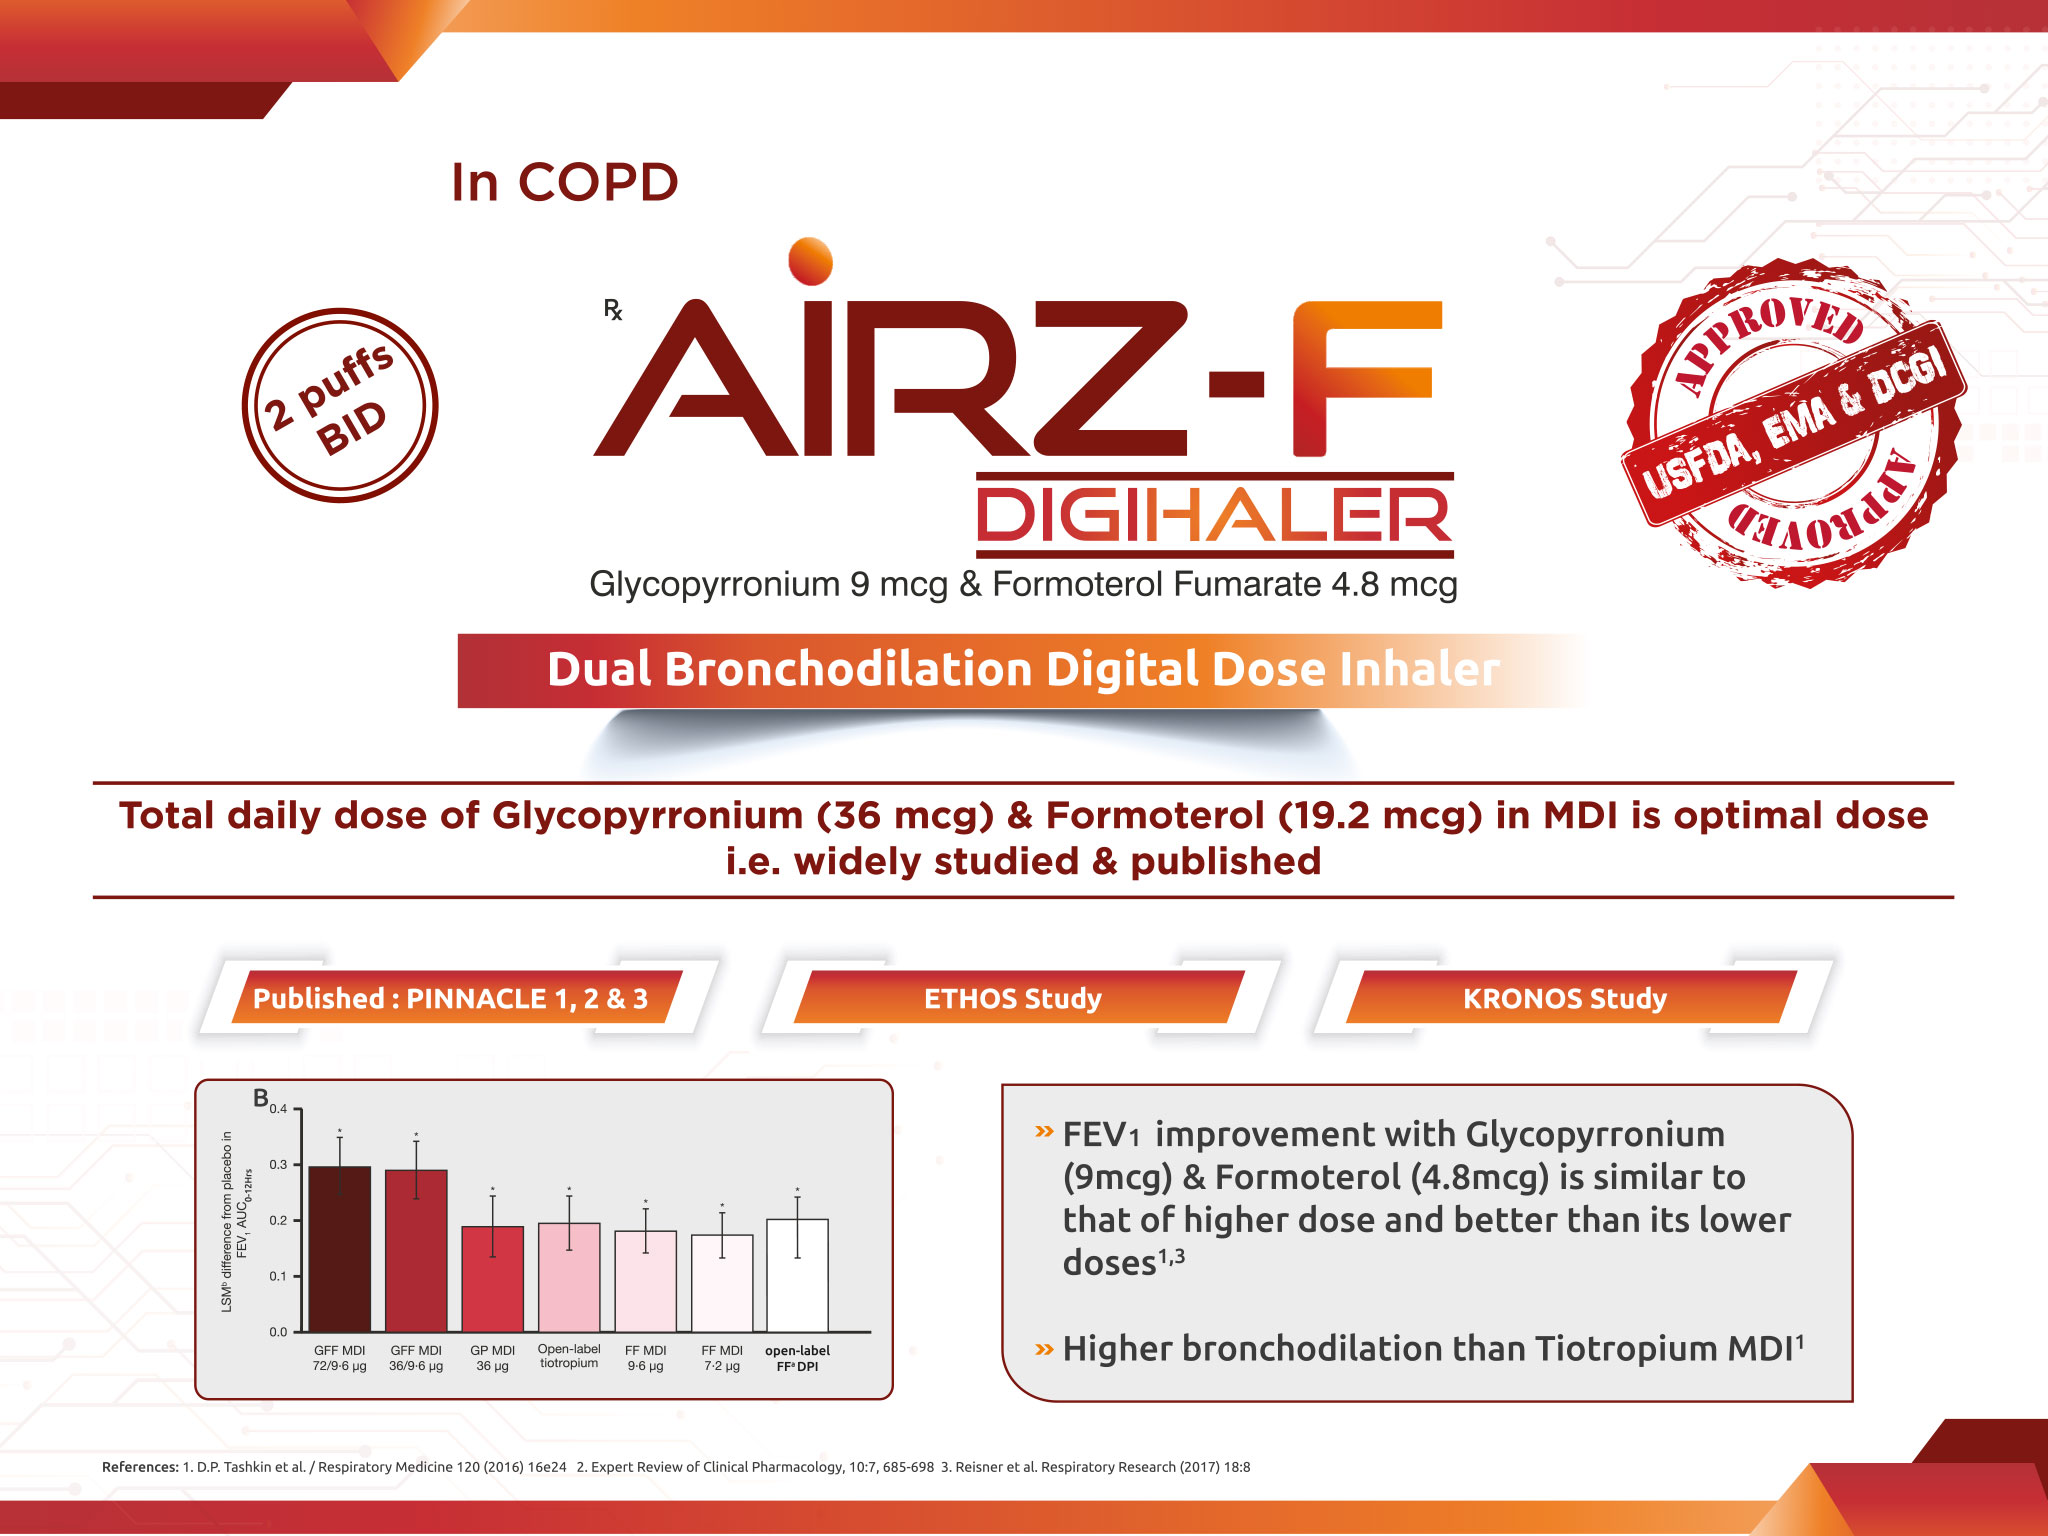 In COPD
2 puffs
BID
Rx
AiRZ-F
DIGIHALER
Glycopyrronium 9 mcg & Formoterol Fumarate 4.8 mcg
APPROVED
USFDA, EMA & DCGI
APPROVED
Dual Bronchodilation Digital Dose Inhaler
Total daily dose of Glycopyrronium (36 mcg) & Formoterol (19.2 mcg) in MDI is optimal dose
i.e. widely studied & published
Published : PINNACLE 1, 2 & 3
ETHOS Study
KRONOS Study
B
LSMᵇ difference from placebo in
FEV₁ AUC0-12Hrs
0.4
0.3
0.2
0.1
0.0
* * * * * * *
GFF MDI
72/9·6 µg
GFF MDI
36/9·6 µg
GP MDI
36 µg
Open-label
tiotropium
FF MDI
9·6 µg
FF MDI
7·2 µg
open-label
FFᵃ DPI
» FEV₁ improvement with Glycopyrronium
(9mcg) & Formoterol (4.8mcg) is similar to
that of higher dose and better than its lower
doses¹,³
» Higher bronchodilation than Tiotropium MDI¹
References: 1. D.P. Tashkin et al. / Respiratory Medicine 120 (2016) 16e24 2. Expert Review of Clinical Pharmacology, 10:7, 685-698 3. Reisner et al. Respiratory Research (2017) 18:8